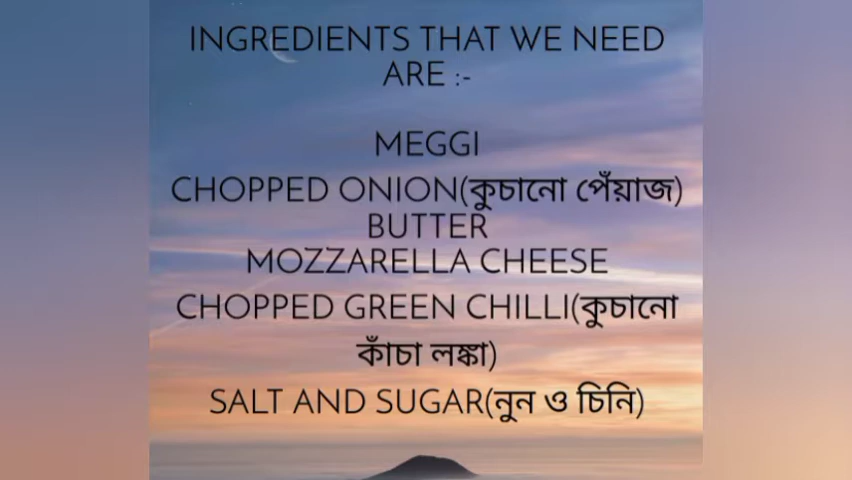 INGREDIENTS THAT WE NEED
ARE :-
MEGGI
CHOPPED ONION(কুচানো পেঁয়াজ)
BUTTER
MOZZARELLA CHEESE
CHOPPED GREEN CHILLI(কুচানো
কাঁচা লঙ্কা)
SALT AND SUGAR(নুন ও চিনি)